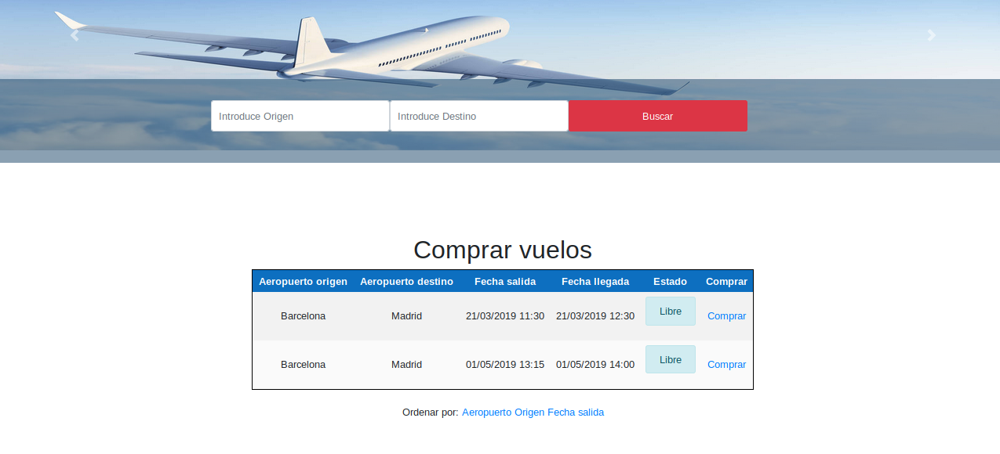 Introduce Origen Introduce Destino Buscar
Comprar vuelos
Aeropuerto origen Aeropuerto destino Fecha salida Fecha llegada Estado Comprar
Barcelona Madrid 21/03/2019 11:30 21/03/2019 12:30 Libre Comprar
Barcelona Madrid 01/05/2019 13:15 01/05/2019 14:00 Libre Comprar
Ordenar por: Aeropuerto Origen Fecha salida